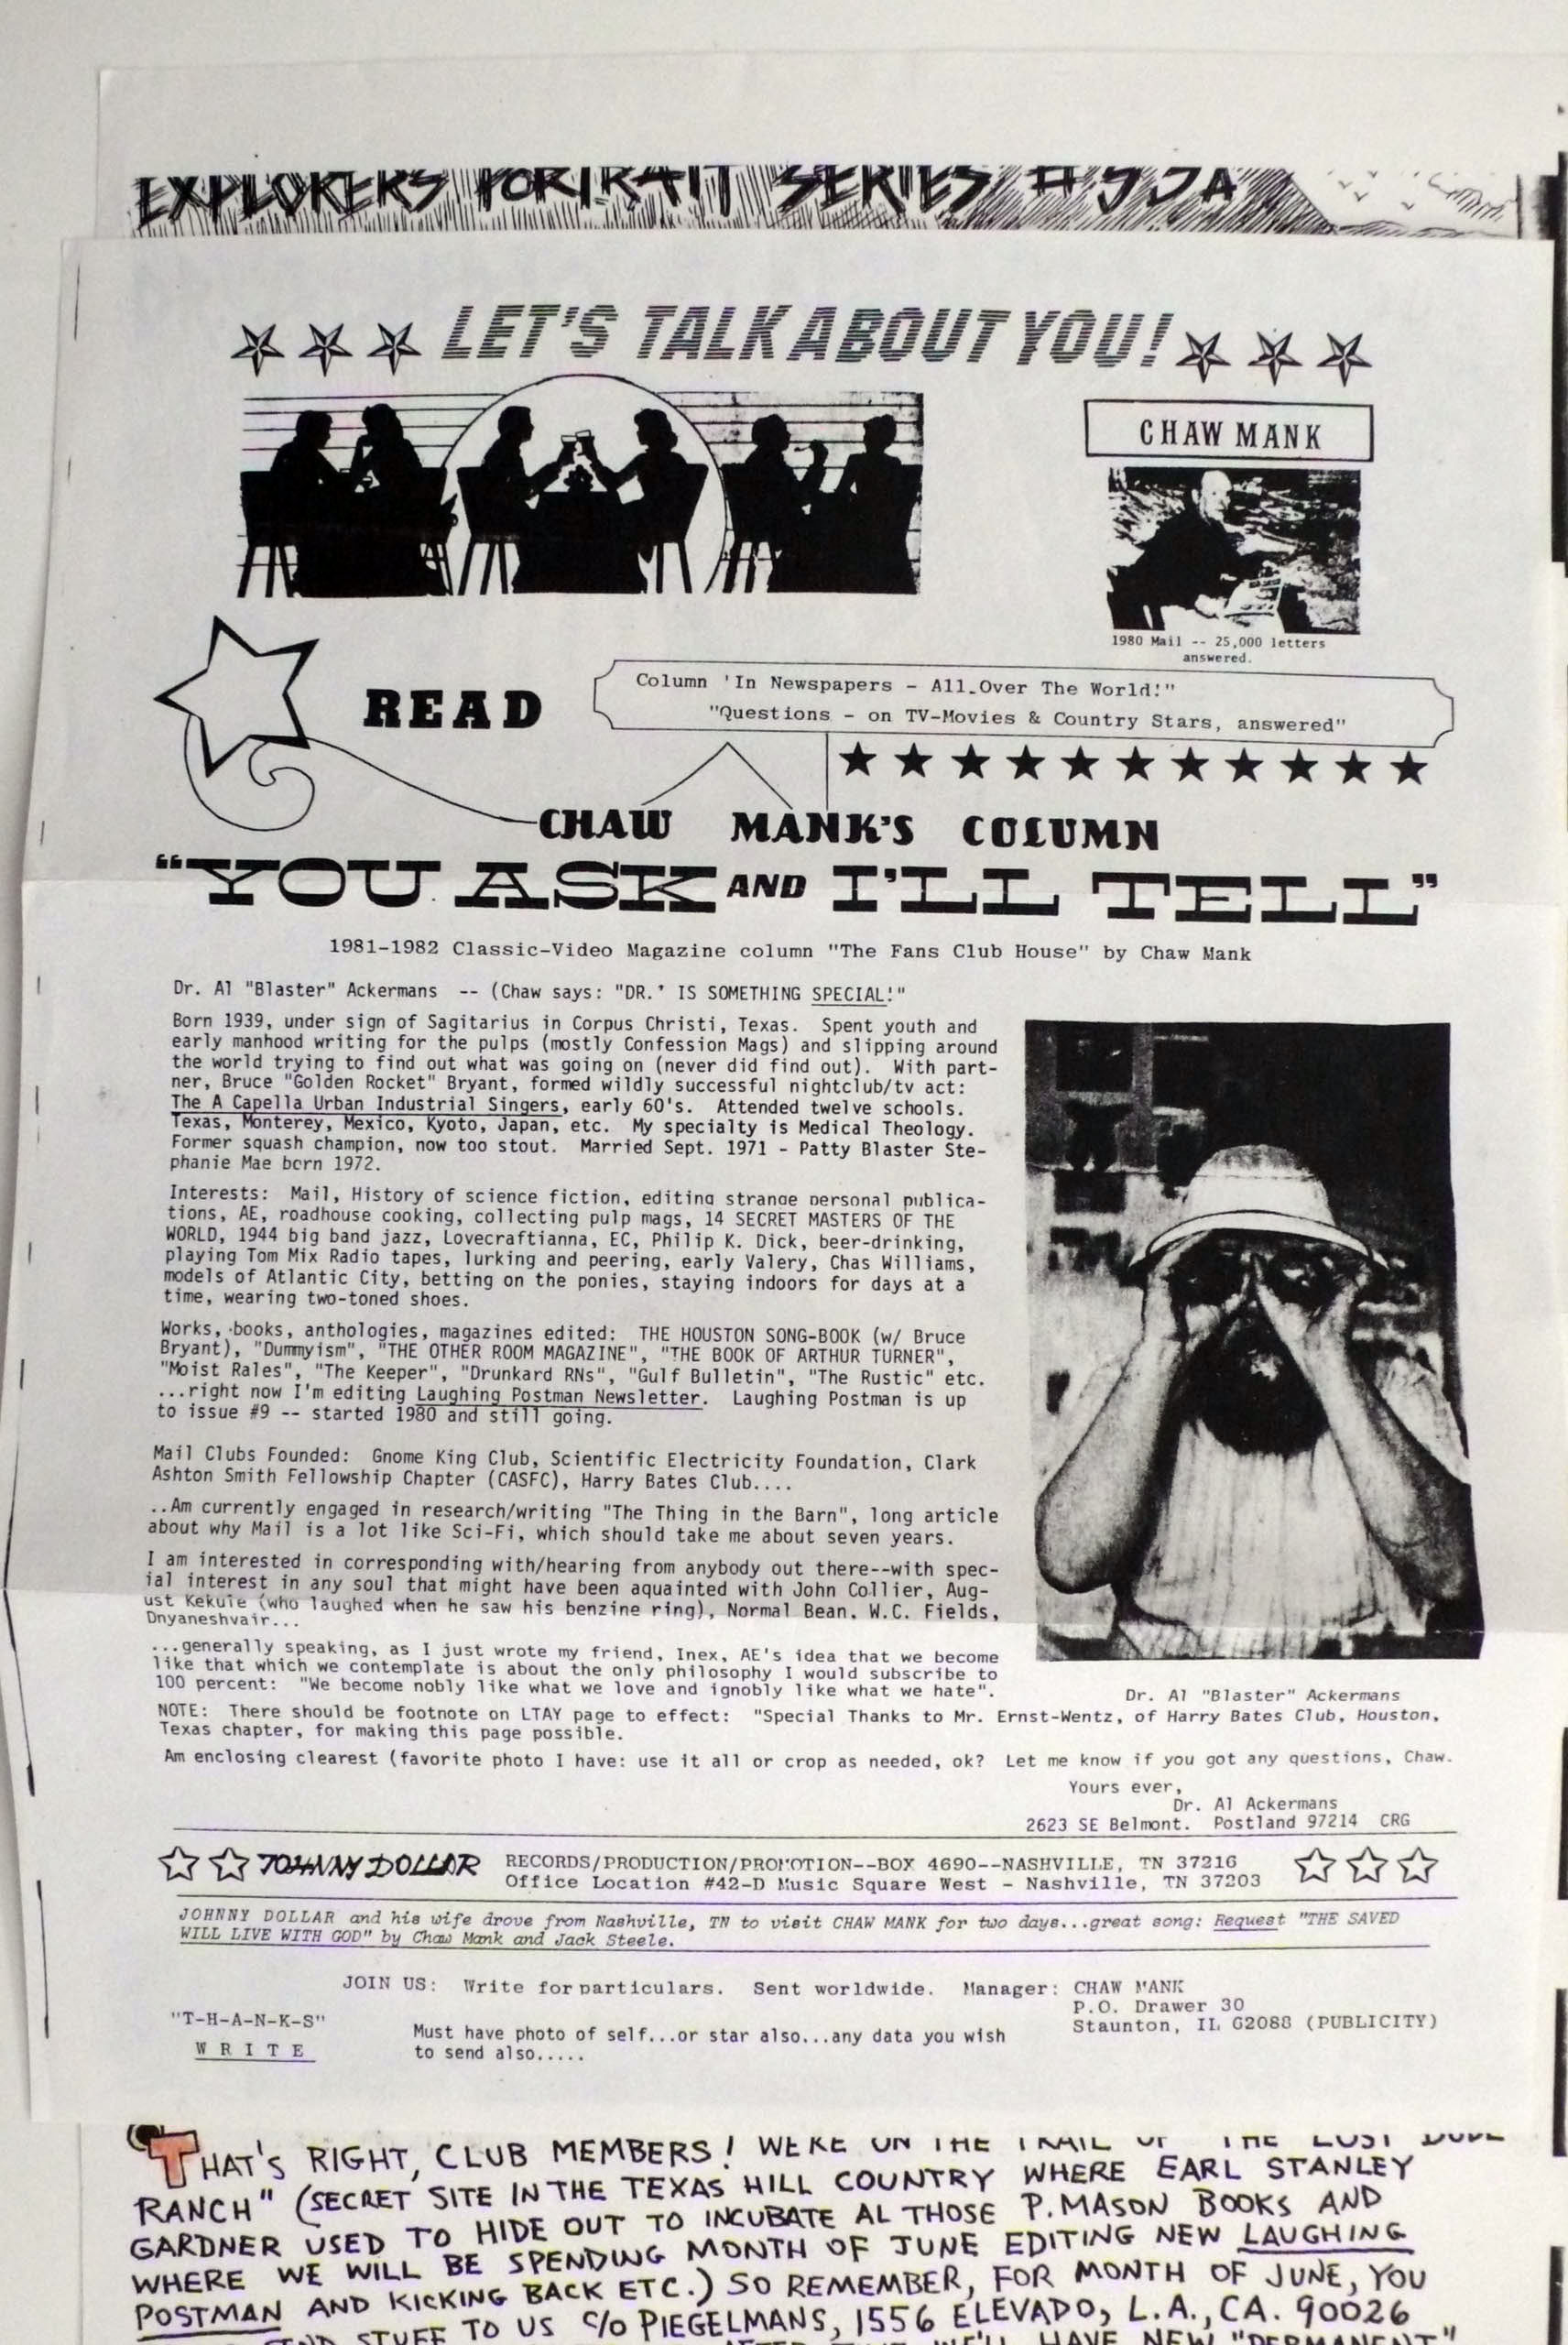 EXPLORERS PORTRAIT SERIES
LET'S TALK ABOUT YOU!
CHAW MANK
1980 Mail -- 25,000 letters
answered.
READ
Column 'In Newspapers - All Over The World!"
"Questions - on TV-Movies & Country Stars, answered"
CHAW MANK'S COLUMN
"YOU ASK AND I'LL TELL"
1981-1982 Classic-Video Magazine column "The Fans Club House" by Chaw Mank
Dr. Al "Blaster" Ackermans -- (Chaw says: "DR.' IS SOMETHING SPECIAL!"
Born 1939, under sign of Sagitarius in Corpus Christi, Texas. Spent youth and
early manhood writing for the pulps (mostly Confession Mags) and slipping around
the world trying to find out what was going on (never did find out). With part-
ner, Bruce "Golden Rocket" Bryant, formed wildly successful nightclub/tv act:
The A Capella Urban Industrial Singers, early 60's. Attended twelve schools.
Texas, Monterey, Mexico, Kyoto, Japan, etc. My specialty is Medical Theology.
Former squash champion, now too stout. Married Sept. 1971 - Patty Blaster Ste-
phanie Mae born 1972.
Interests: Mail, History of science fiction, editing strange personal publica-
tions, AE, roadhouse cooking, collecting pulp mags, 14 SECRET MASTERS OF THE
WORLD, 1944 big band jazz, Lovecraftianna, EC, Philip K. Dick, beer-drinking,
playing Tom Mix Radio tapes, lurking and peering, early Valery, Chas Williams,
models of Atlantic City, betting on the ponies, staying indoors for days at a
time, wearing two-toned shoes.
Works, books, anthologies, magazines edited: THE HOUSTON SONG-BOOK (w/ Bruce
Bryant), "Dummyism", "THE OTHER ROOM MAGAZINE", "THE BOOK OF ARTHUR TURNER",
"Moist Rales", "The Keeper", "Drunkard RNs", "Gulf Bulletin", "The Rustic" etc.
...right now I'm editing Laughing Postman Newsletter. Laughing Postman is up
to issue #9 -- started 1980 and still going.
Mail Clubs Founded: Gnome King Club, Scientific Electricity Foundation, Clark
Ashton Smith Fellowship Chapter (CASFC), Harry Bates Club....
..Am currently engaged in research/writing "The Thing in the Barn", long article
about why Mail is a lot like Sci-Fi, which should take me about seven years.
I am interested in corresponding with/hearing from anybody out there--with spec-
ial interest in any soul that might have been aquainted with John Collier, Aug-
ust Kekule (who laughed when he saw his benzine ring), Normal Bean. W.C. Fields,
Dnyaneshvair...
...generally speaking, as I just wrote my friend, Inex, AE's idea that we become
like that which we contemplate is about the only philosophy I would subscribe to
100 percent: "We become nobly like what we love and ignobly like what we hate".
Dr. Al "Blaster" Ackermans
NOTE: There should be footnote on LTAY page to effect: "Special Thanks to Mr. Ernst-Wentz, of Harry Bates Club, Houston,
Texas chapter, for making this page possible.
Am enclosing clearest (favorite photo I have: use it all or crop as needed, ok? Let me know if you got any questions, Chaw.
Yours ever,
Dr. Al Ackermans
2623 SE Belmont. Postland 97214 CRG
JOHNNY DOLLAR RECORDS/PRODUCTION/PROMOTION--BOX 4690--NASHVILLE, TN 37216
Office Location #42-D Music Square West - Nashville, TN 37203
JOHNNY DOLLAR and his wife drove from Nashville, TN to visit CHAW MANK for two days...great song: Request "THE SAVED
WILL LIVE WITH GOD" by Chaw Mank and Jack Steele.
JOIN US: Write for particulars. Sent worldwide. Manager: CHAW MANK
P.O. Drawer 30
Staunton, IL 62088 (PUBLICITY)
"T-H-A-N-K-S"
WRITE
Must have photo of self...or star also...any data you wish
to send also.....
THAT'S RIGHT, CLUB MEMBERS! WE'RE ON THE TRAIL OF "THE LOST DUDE
RANCH" (SECRET SITE IN THE TEXAS HILL COUNTRY WHERE EARL STANLEY
GARDNER USED TO HIDE OUT TO INCUBATE AL THOSE P.MASON BOOKS AND
WHERE WE WILL BE SPENDING MONTH OF JUNE EDITING NEW LAUGHING
POSTMAN AND KICKING BACK ETC.) SO REMEMBER, FOR MONTH OF JUNE, YOU
STUFF TO US C/O PIEGELMANS, 1556 ELEVADO, L.A., CA. 90026
WE'LL HAVE NEW "PERMANENT"